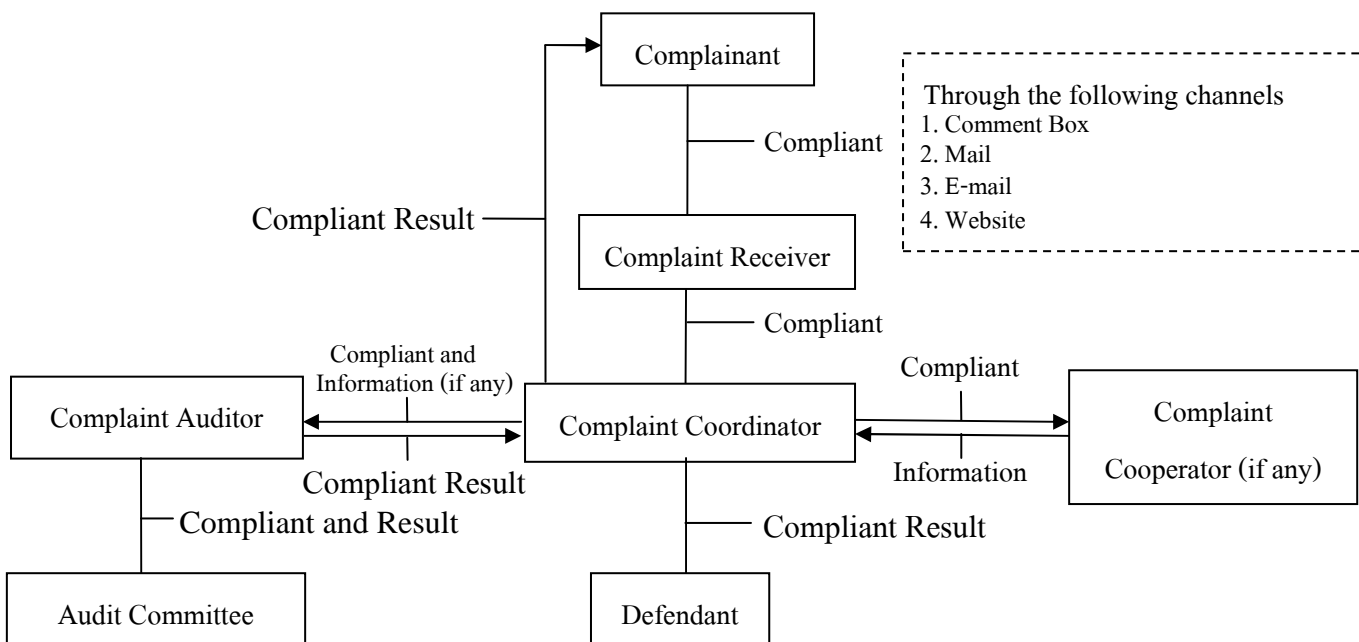 Complainant
Through the following channels
1. Comment Box
2. Mail
3. E-mail
4. Website
Compliant
Compliant Result
Complaint Receiver
Compliant
Compliant and
Information (if any)
Compliant
Complaint Auditor
Complaint Coordinator
Complaint
Cooperator (if any)
Compliant Result
Information
Compliant and Result
Compliant Result
Audit Committee
Defendant